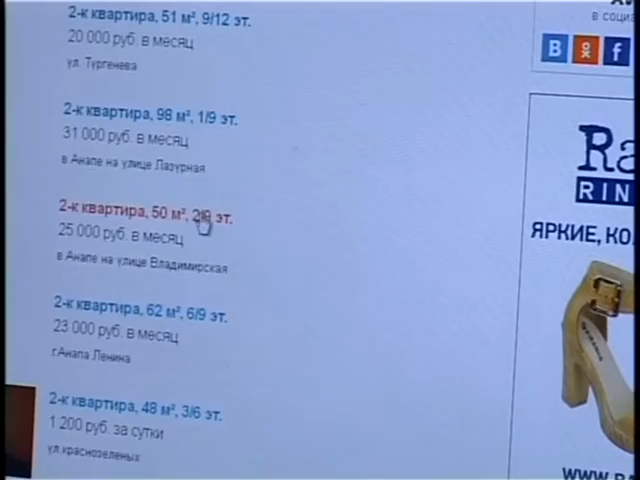 2-к квартира, 51 м², 9/12 эт.
20 000 руб. в месяц
ул. Тургенева
2-к квартира, 98 м², 1/9 эт.
31 000 руб. в месяц
в Анапе на улице Лазурная
2-к квартира, 50 м², эт.
25 000 руб. в месяц
в Анапе на улице Владимирская
2-к квартира, 62 м², 6/9 эт.
23 000 руб. в месяц
г.Анапа Ленина
2-к квартира, 48 м², 3/6 эт.
1 200 руб. за сутки
ул.краснозеленых
в социа
В f
Ra
RIN
ЯРКИЕ, КО
www.